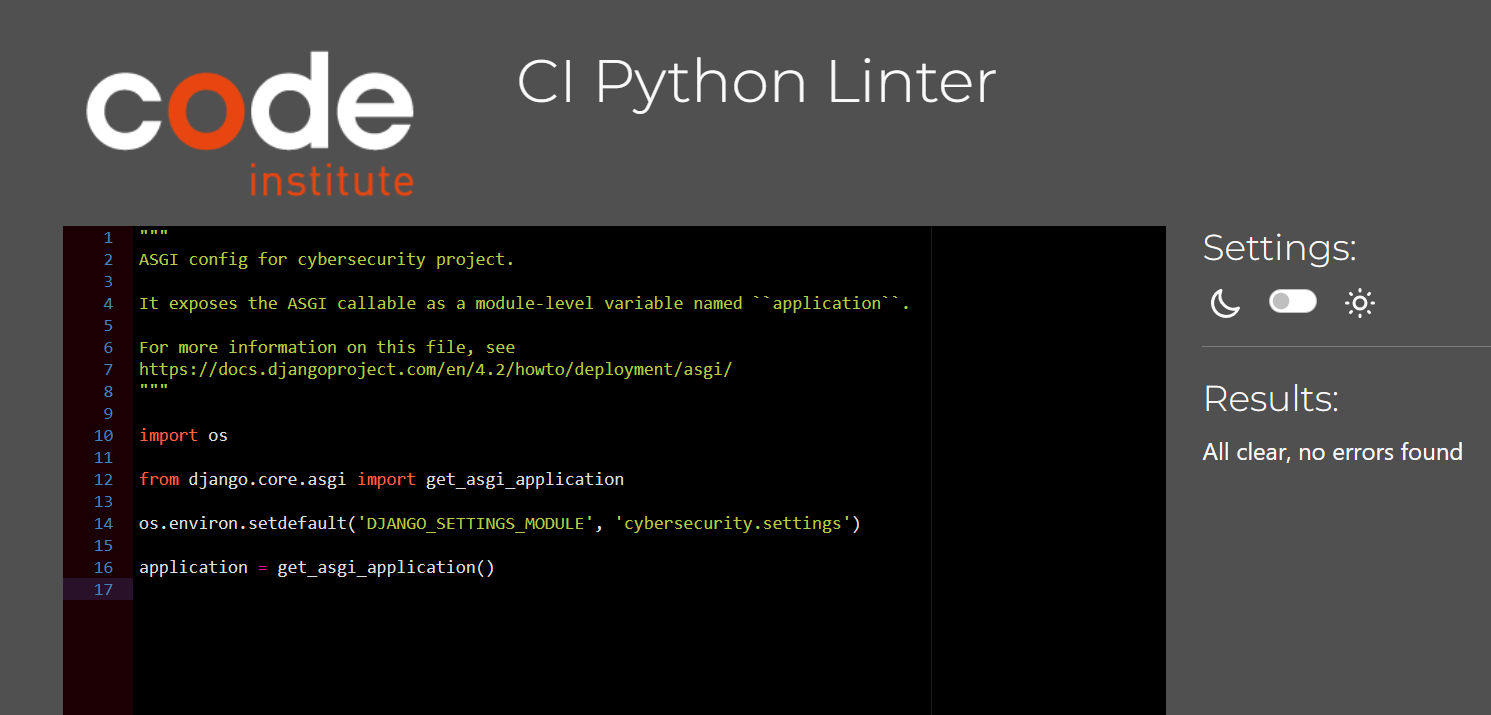 code
institute
CI Python Linter
1 """
2 ASGI config for cybersecurity project.
3
4 It exposes the ASGI callable as a module-level variable named ``application``.
5
6 For more information on this file, see
7 https://docs.djangoproject.com/en/4.2/howto/deployment/asgi/
8 """
9
10 import os
11
12 from django.core.asgi import get_asgi_application
13
14 os.environ.setdefault('DJANGO_SETTINGS_MODULE', 'cybersecurity.settings')
15
16 application = get_asgi_application()
17
Settings:
Results:
All clear, no errors found